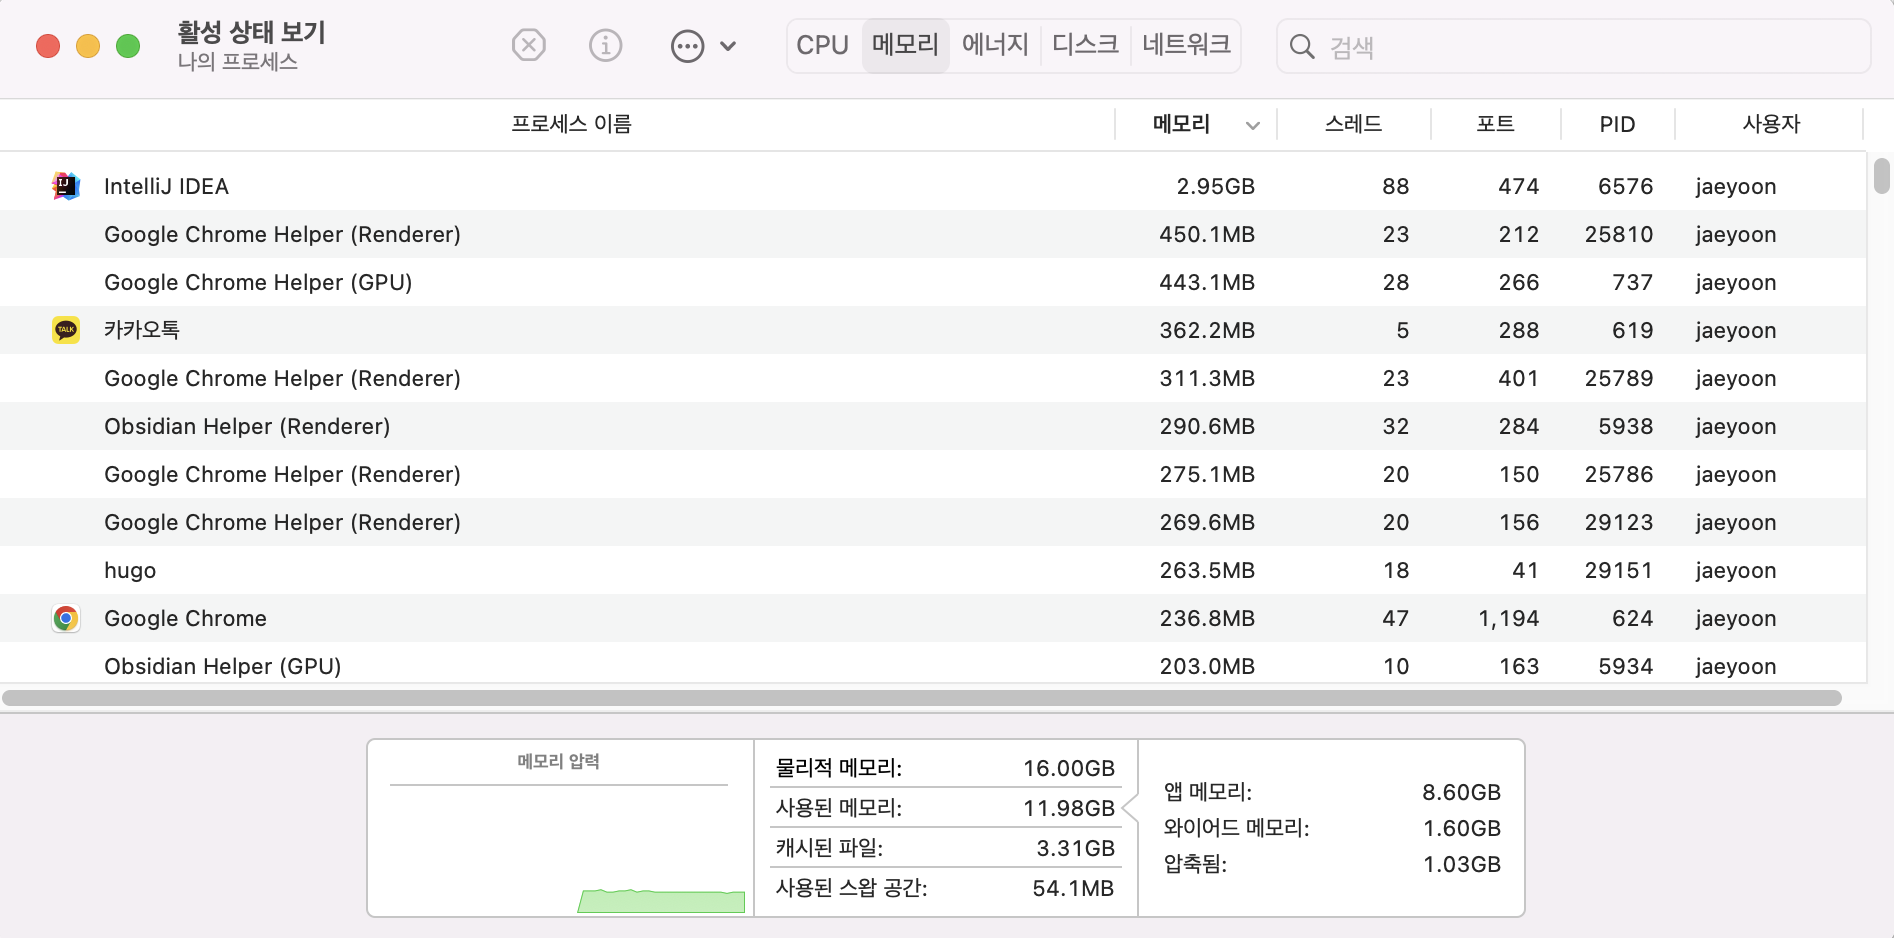 활성 상태 보기
나의 프로세스
CPU 메모리 에너지 디스크 네트워크 검색
프로세스 이름 메모리 스레드 포트 PID 사용자
IntelliJ IDEA 2.95GB 88 474 6576 jaeyoon
Google Chrome Helper (Renderer) 450.1MB 23 212 25810 jaeyoon
Google Chrome Helper (GPU) 443.1MB 28 266 737 jaeyoon
TALK 카카오톡 362.2MB 5 288 619 jaeyoon
Google Chrome Helper (Renderer) 311.3MB 23 401 25789 jaeyoon
Obsidian Helper (Renderer) 290.6MB 32 284 5938 jaeyoon
Google Chrome Helper (Renderer) 275.1MB 20 150 25786 jaeyoon
Google Chrome Helper (Renderer) 269.6MB 20 156 29123 jaeyoon
hugo 263.5MB 18 41 29151 jaeyoon
Google Chrome 236.8MB 47 1,194 624 jaeyoon
Obsidian Helper (GPU) 203.0MB 10 163 5934 jaeyoon
메모리 압력
물리적 메모리: 16.00GB
사용된 메모리: 11.98GB
캐시된 파일: 3.31GB
사용된 스왑 공간: 54.1MB
앱 메모리: 8.60GB
와이어드 메모리: 1.60GB
압축됨: 1.03GB